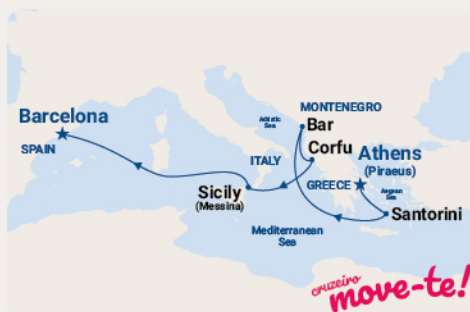 MONTENEGRO
Adriatic
Sea
Bar
Barcelona
Corfu
Athens
(Piraeus)
SPAIN
ITALY
GREECE
Aegean
Sea
Sicily
(Messina)
Santorini
Mediterranean
Sea
cruzeiro
move-te!